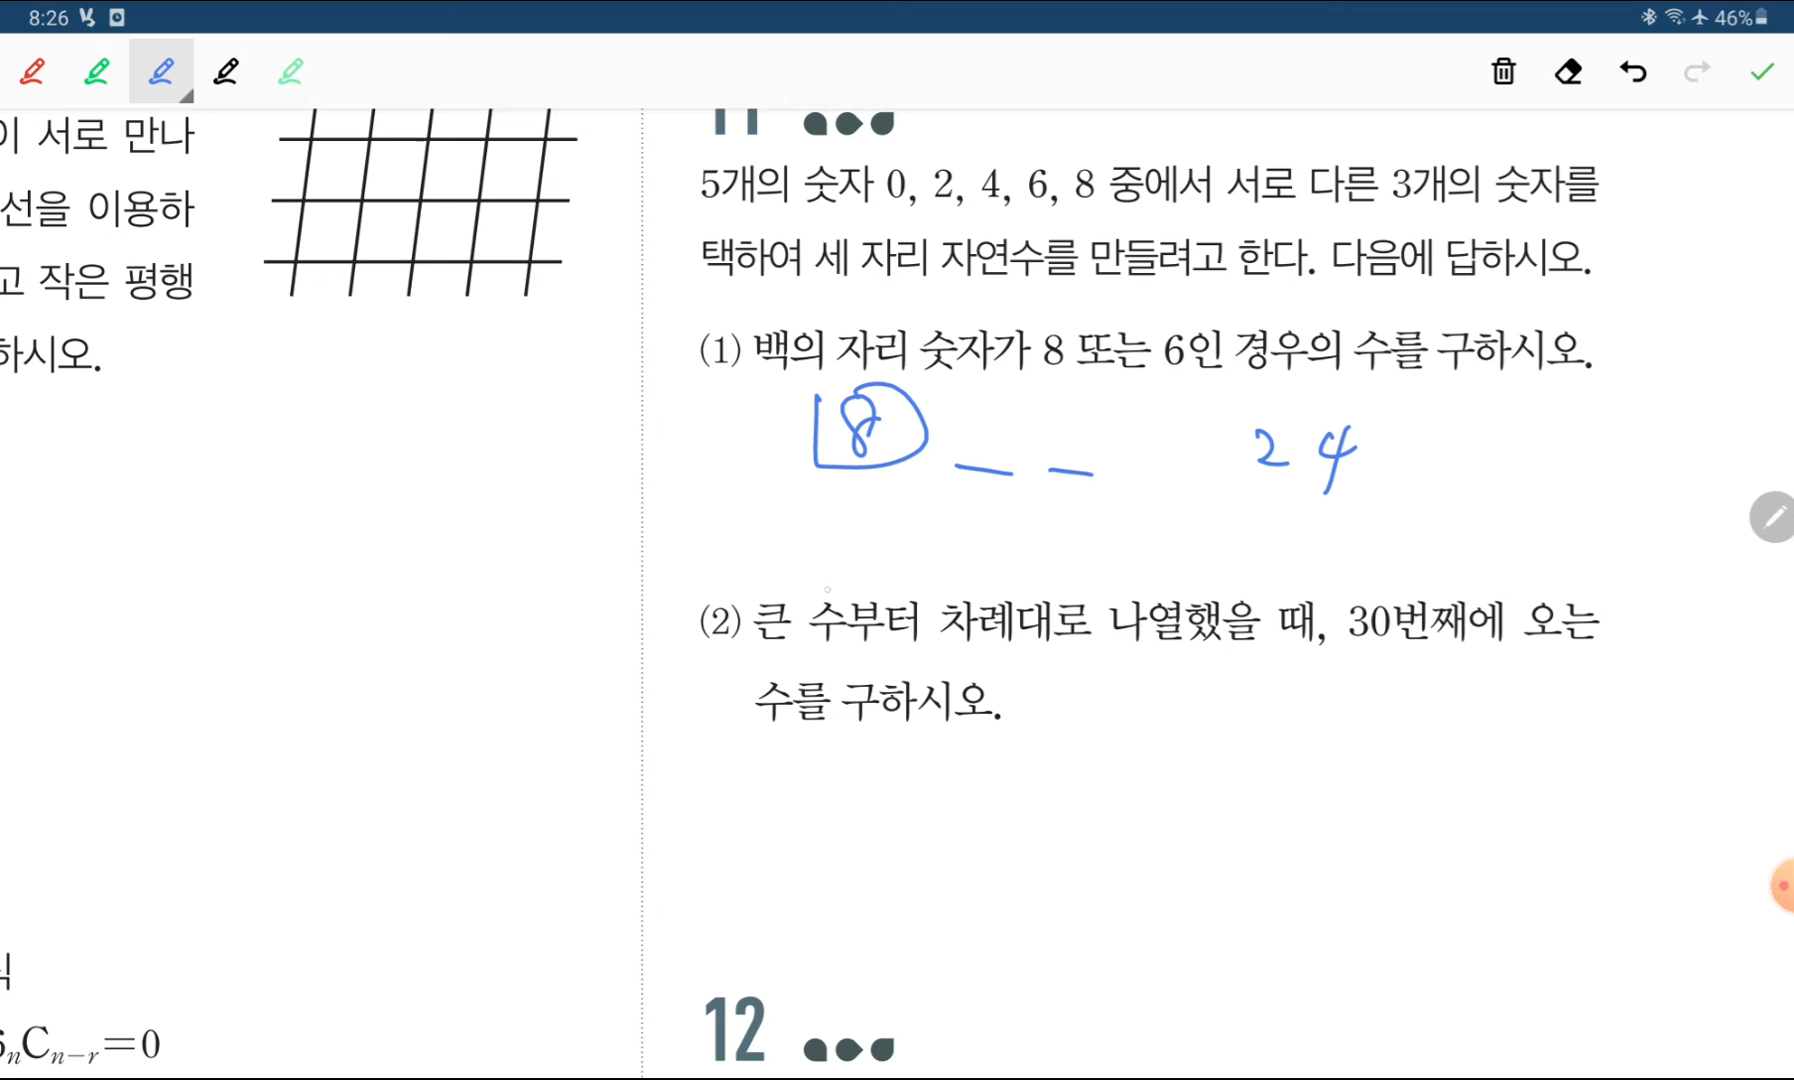 8:26
46%
이 서로 만나
선을 이용하
고 작은 평행
하시오.
ₙCₙ₋ᵣ=0
11
5개의 숫자 0, 2, 4, 6, 8 중에서 서로 다른 3개의 숫자를
택하여 세 자리 자연수를 만들려고 한다. 다음에 답하시오.
(1) 백의 자리 숫자가 8 또는 6인 경우의 수를 구하시오.
8 _ _ 2 4
(2) 큰 수부터 차례대로 나열했을 때, 30번째에 오는
수를 구하시오.
12